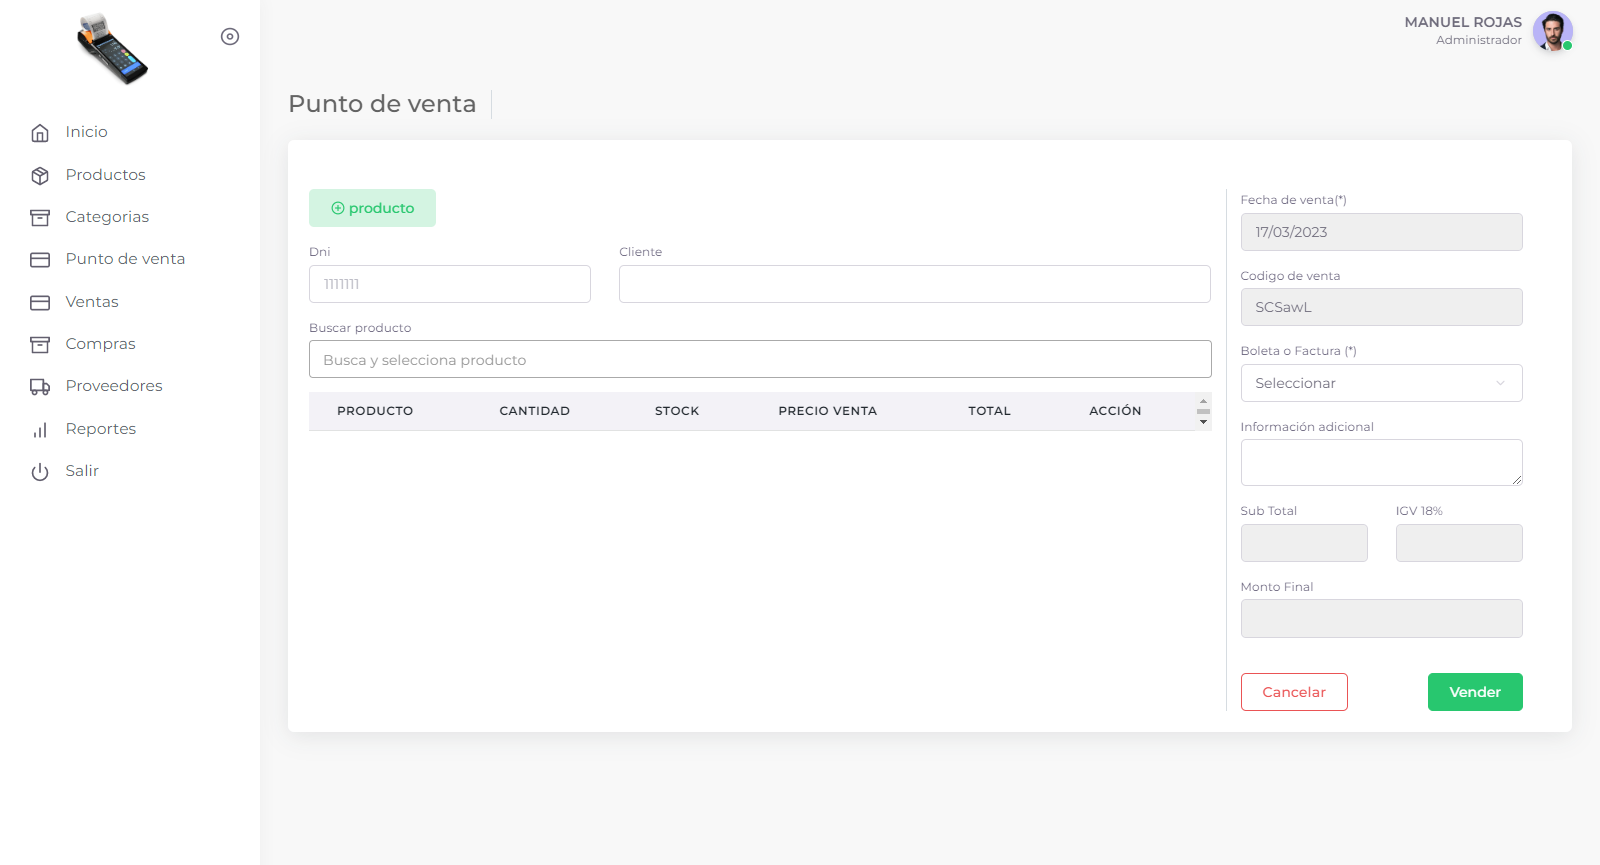 MANUEL ROJAS
Administrador
Inicio
Productos
Categorias
Punto de venta
Ventas
Compras
Proveedores
Reportes
Salir
Punto de venta
producto
Dni
Cliente
1111111
Buscar producto
Busca y selecciona producto
PRODUCTO CANTIDAD STOCK PRECIO VENTA TOTAL ACCIÓN
Fecha de venta(*)
17/03/2023
Codigo de venta
SCSawL
Boleta o Factura (*)
Seleccionar
Información adicional
Sub Total IGV 18%
Monto Final
Cancelar Vender